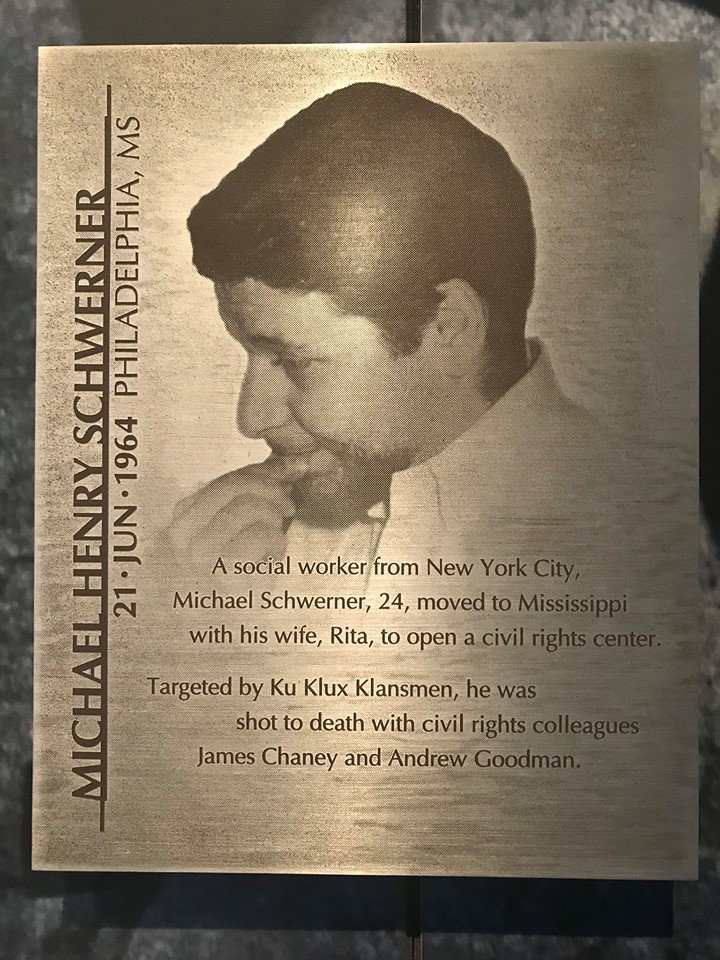 MICHAEL HENRY SCHWERNER
21 · JUN · 1964 PHILADELPHIA, MS
A social worker from New York City,
Michael Schwerner, 24, moved to Mississippi
with his wife, Rita, to open a civil rights center.
Targeted by Ku Klux Klansmen, he was
shot to death with civil rights colleagues
James Chaney and Andrew Goodman.